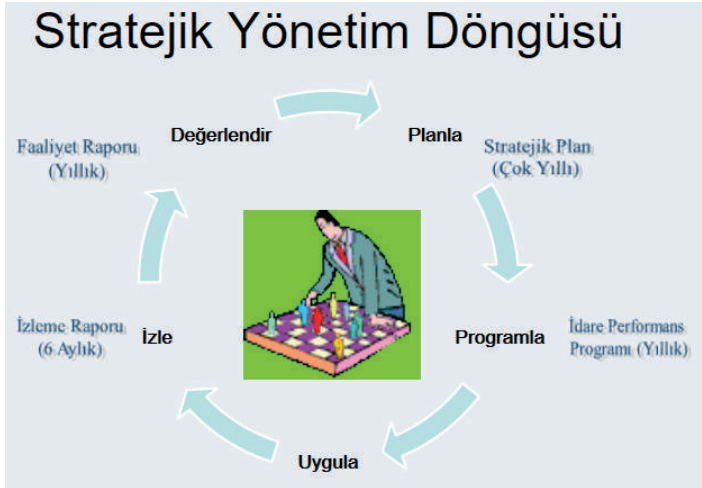 Stratejik Yönetim Döngüsü
Değerlendir
Planla
Faaliyet Raporu
(Yıllık)
Stratejik Plan
(Çok Yıllı)
İzleme Raporu
(6 Aylık)
İzle
Programla
İdare Performans
Programı (Yıllık)
Uygula